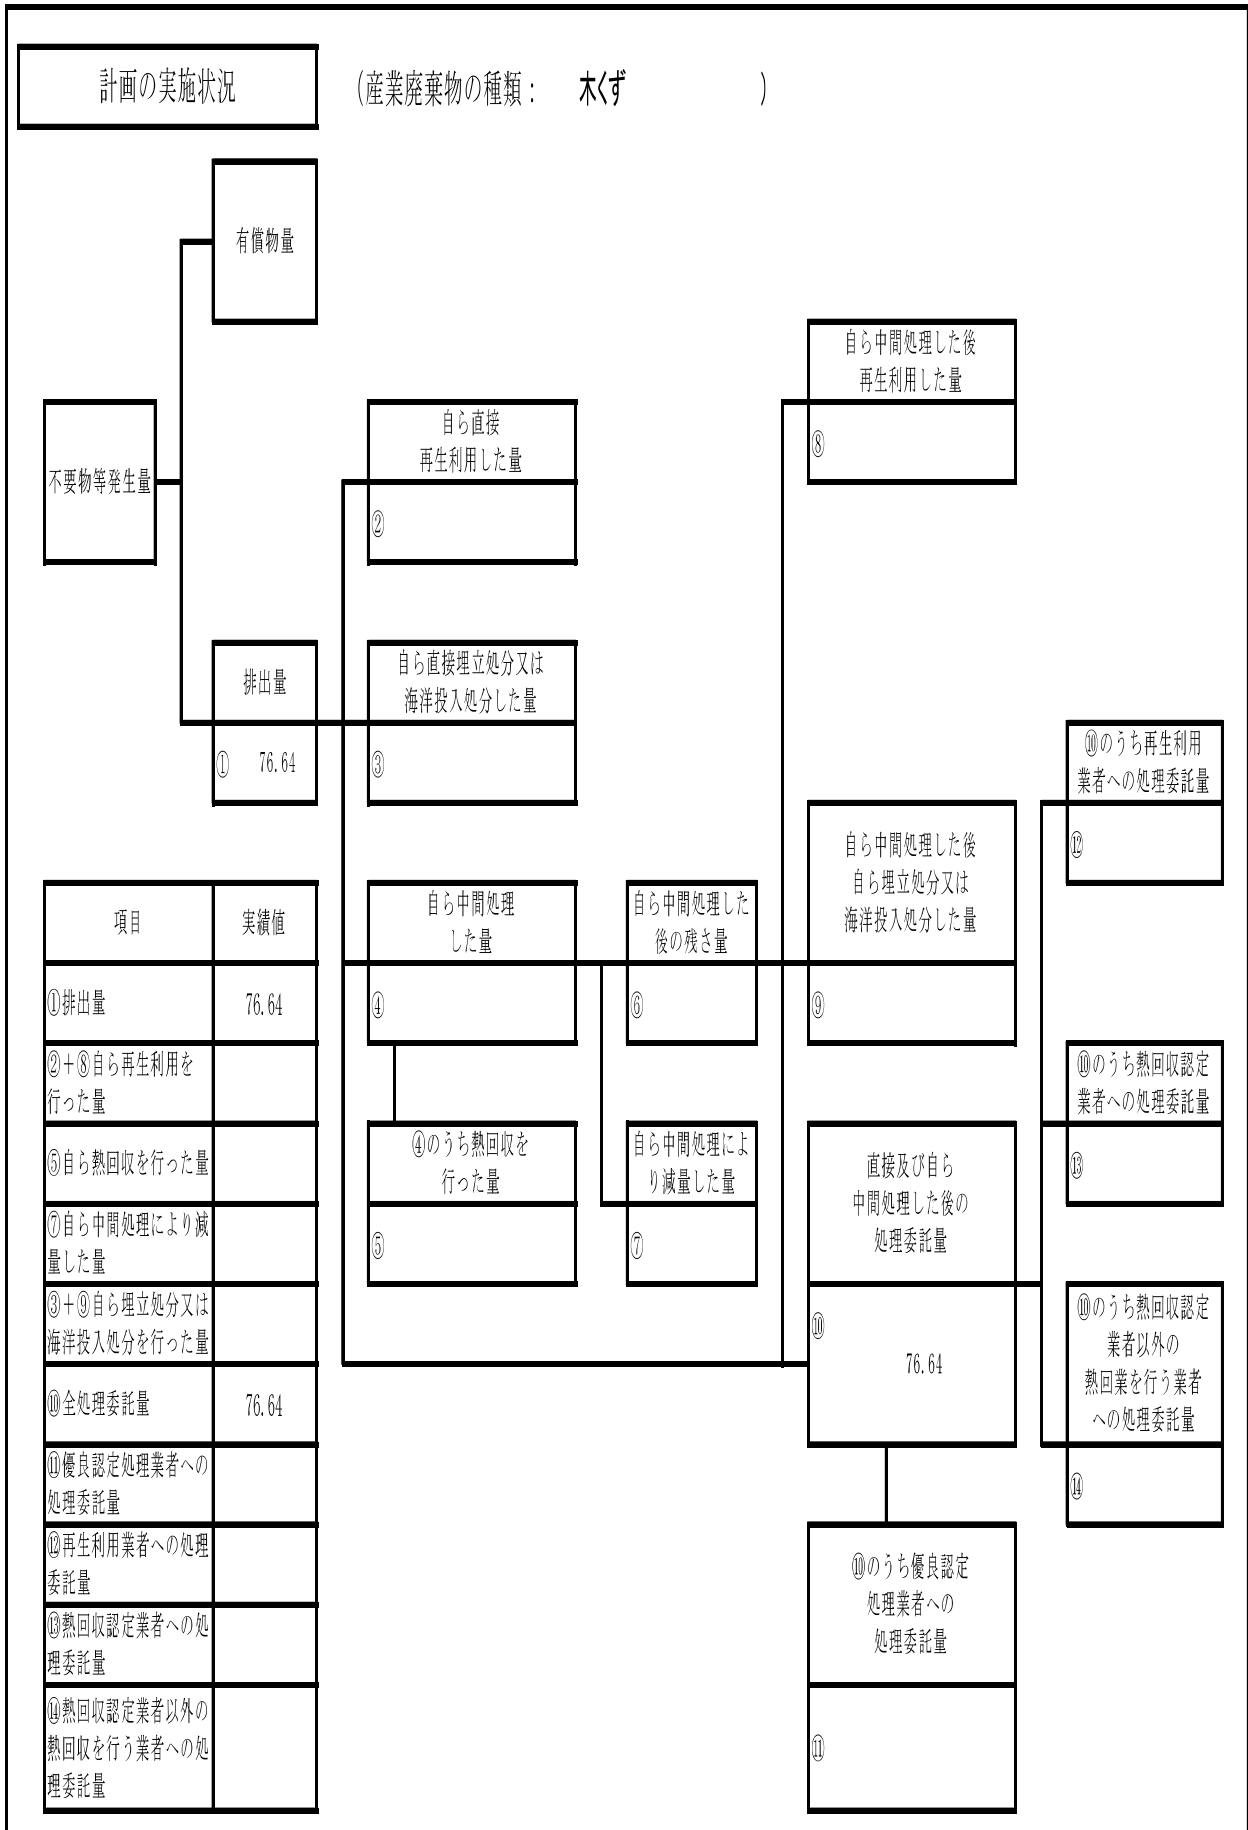 計画の実施状況
(産業廃棄物の種類： 木くず )
有償物量
自ら中間処理した後
再生利用した量
⑧
不要物等発生量
自ら直接
再生利用した量
②
排出量
① 76.64
自ら直接埋立処分又は
海洋投入処分した量
③
⑩のうち再生利用
業者への処理委託量
⑫
自ら中間処理した後
自ら埋立処分又は
海洋投入処分した量
⑨
自ら中間処理
した量
④
自ら中間処理した
後の残さ量
⑥
⑩のうち熱回収認定
業者への処理委託量
⑬
④のうち熱回収を
行った量
⑤
自ら中間処理によ
り減量した量
⑦
直接及び自ら
中間処理した後の
処理委託量
⑩
76.64
⑩のうち熱回収認定
業者以外の
熱回業を行う業者
への処理委託量
⑭
⑩のうち優良認定
処理業者への
処理委託量
⑪
項目 実績値
①排出量 76.64
②+⑧自ら再生利用を
行った量
⑤自ら熱回収を行った量
⑦自ら中間処理により減
量した量
③+⑨自ら埋立処分又は
海洋投入処分を行った量
⑩全処理委託量 76.64
⑪優良認定処理業者への
処理委託量
⑫再生利用業者への処理
委託量
⑬熱回収認定業者への処
理委託量
⑭熱回収認定業者以外の
熱回収を行う業者への処
理委託量